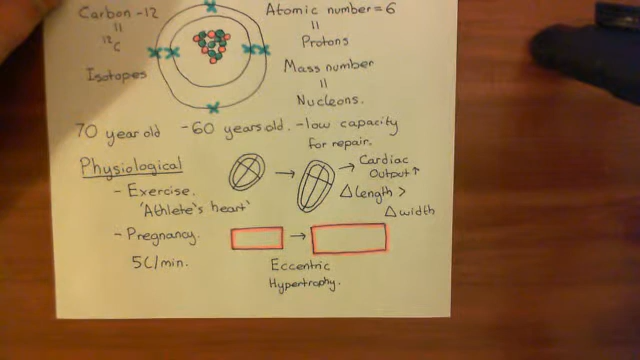 Carbon-12
=
¹²C
Isotopes
Atomic number = 6
=
Protons
Mass number
=
Nucleons.
70 year old - 60 years old. - low capacity
for repair.
Physiological
- Exercise.
'Athlete's heart'
- Pregnancy.
5L/min.
→ Cardiac
Output ↑
Δ length >
Δ width
Eccentric
Hypertrophy.